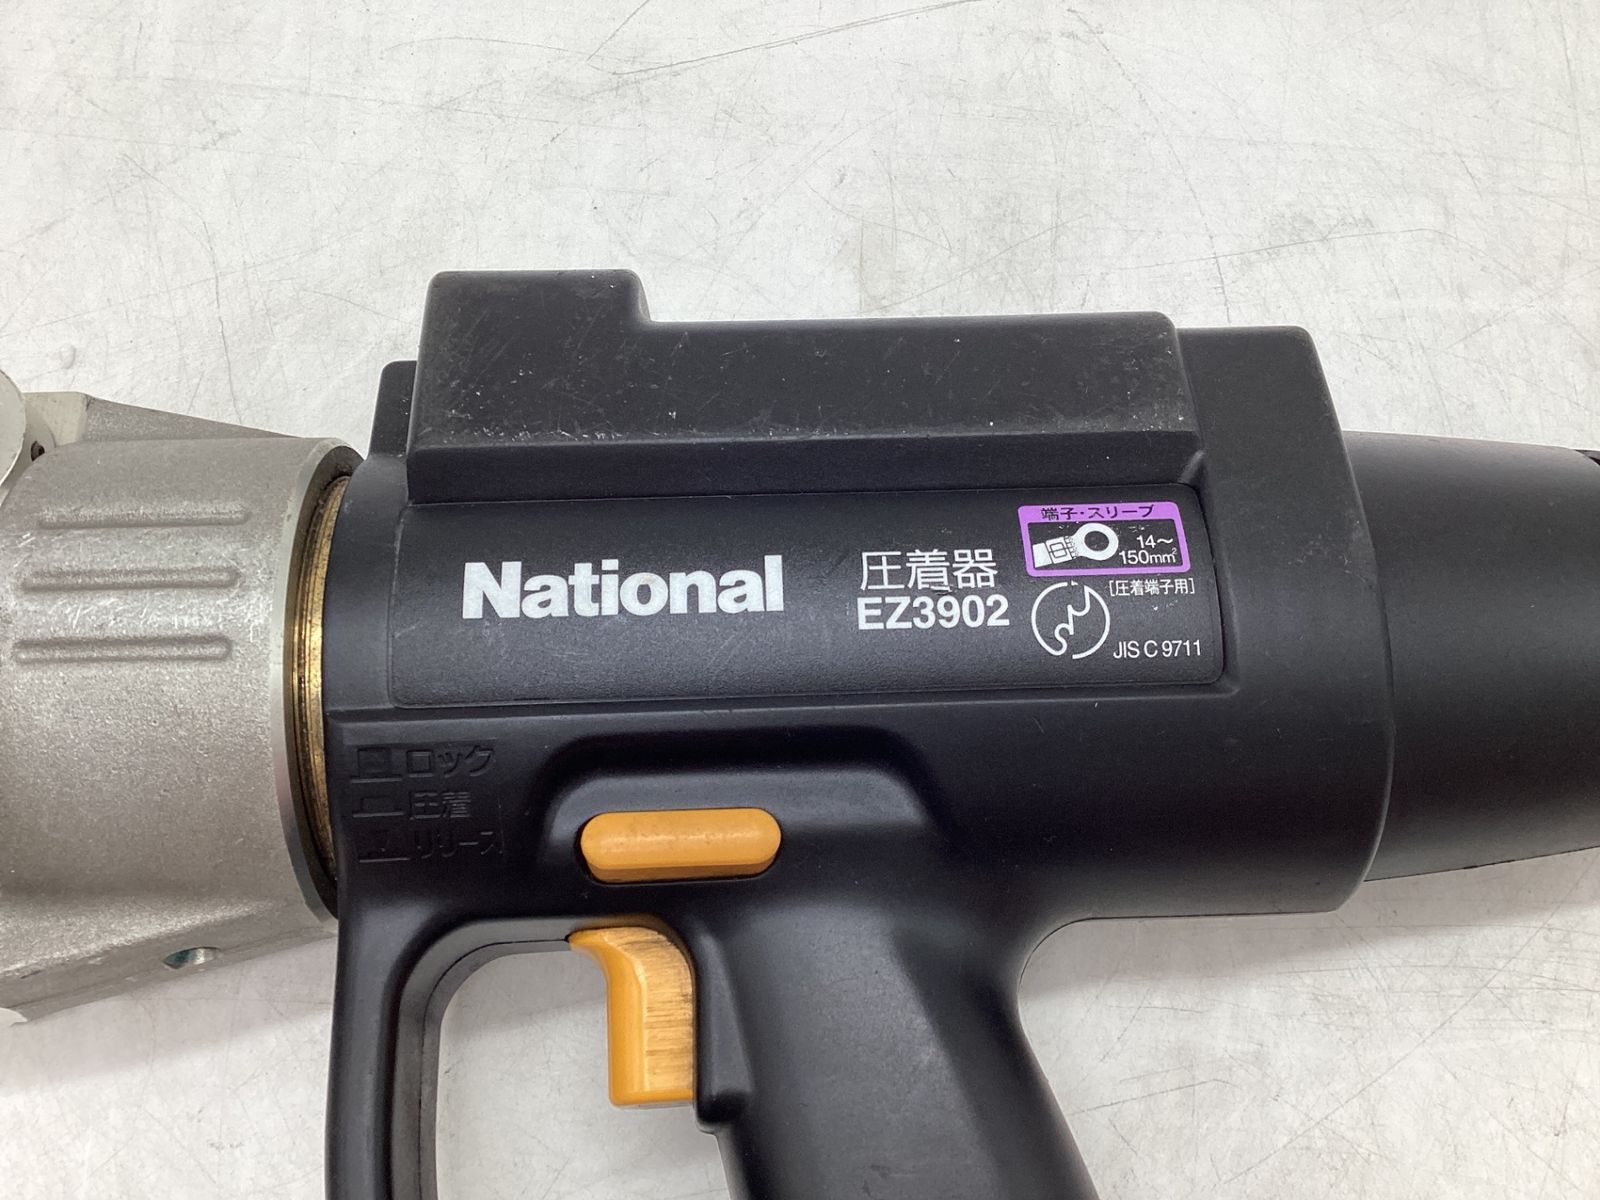 National
圧着器
EZ3902
端子・スリーブ
14～
150mm²
[圧着端子用]
JIS C 9711
ロック
圧着
リリース